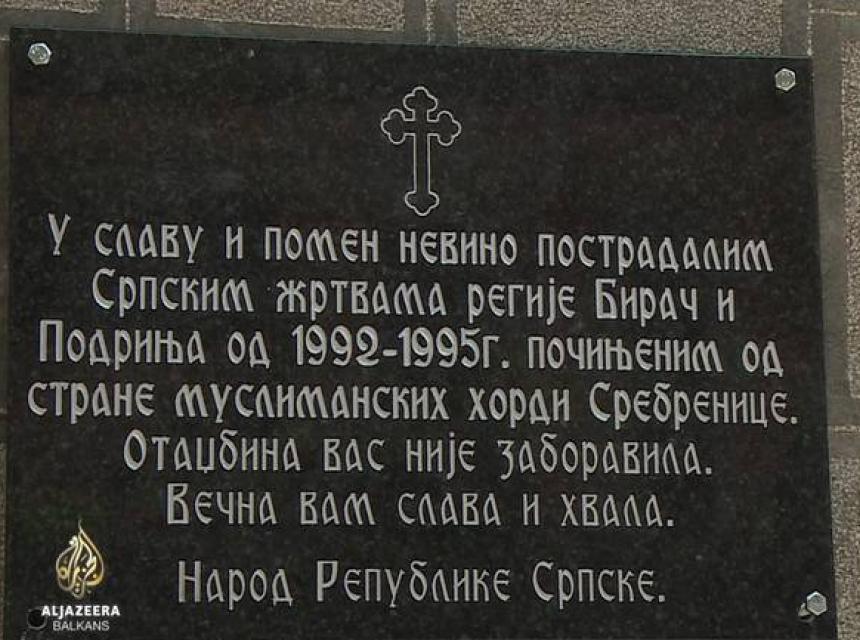 У славу и помен невино пострадалим
Српским жртвама регије Бирач и
Подриња од 1992-1995г. почињеним од
стране муслиманских хорди Сребренице.
Отаџбина вас није заборавила.
Вечна вам слава и хвала.
Народ Републике Српске.
ALJAZEERA
BALKANS